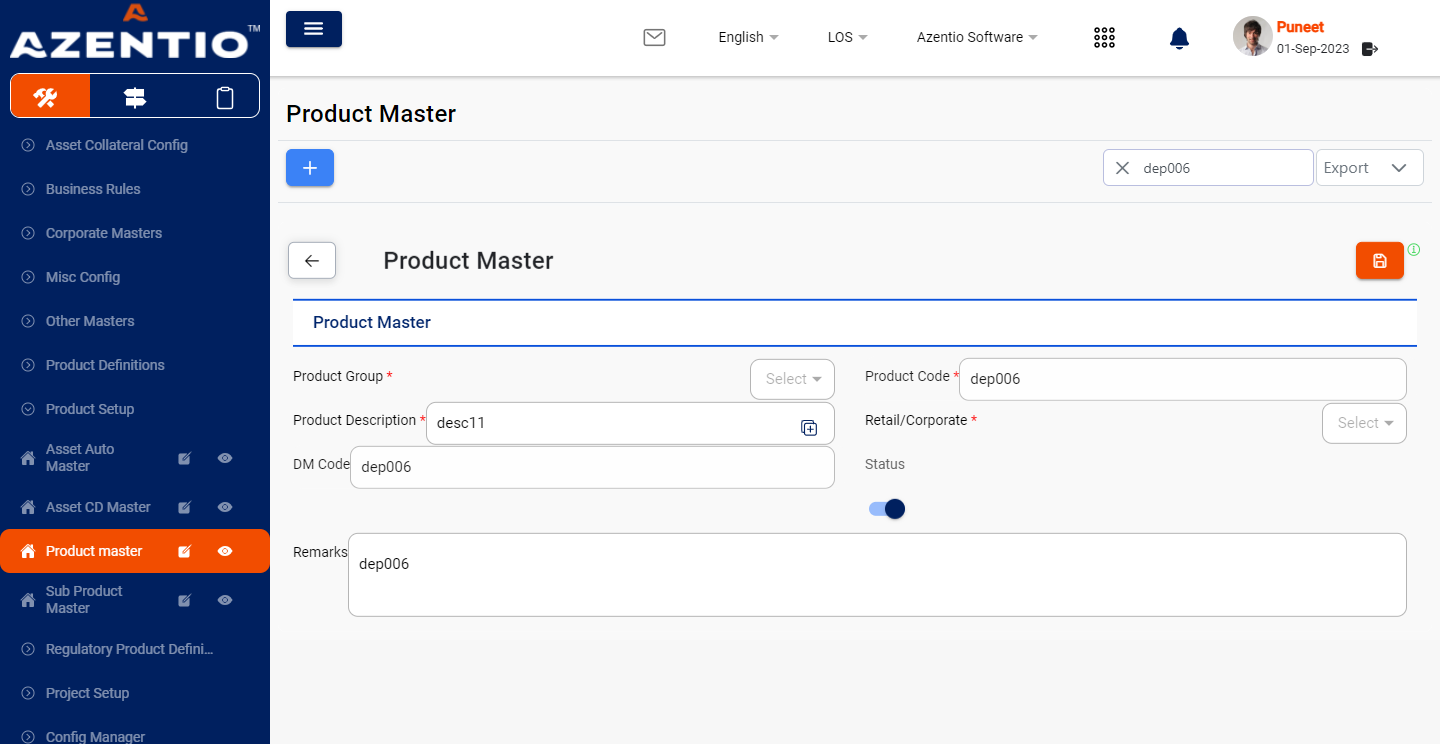 AZENTIO™
English
LOS
Azentio Software
Puneet
01-Sep-2023
Asset Collateral Config
Business Rules
Corporate Masters
Misc Config
Other Masters
Product Definitions
Product Setup
Asset Auto
Master
Asset CD Master
Product master
Sub Product
Master
Regulatory Product Defini...
Project Setup
Config Manager
Product Master
dep006
Export
Product Master
Product Master
Product Group *
Select
Product Code *
dep006
Product Description *
desc11
Retail/Corporate *
Select
DM Code
dep006
Status
Remarks
dep006